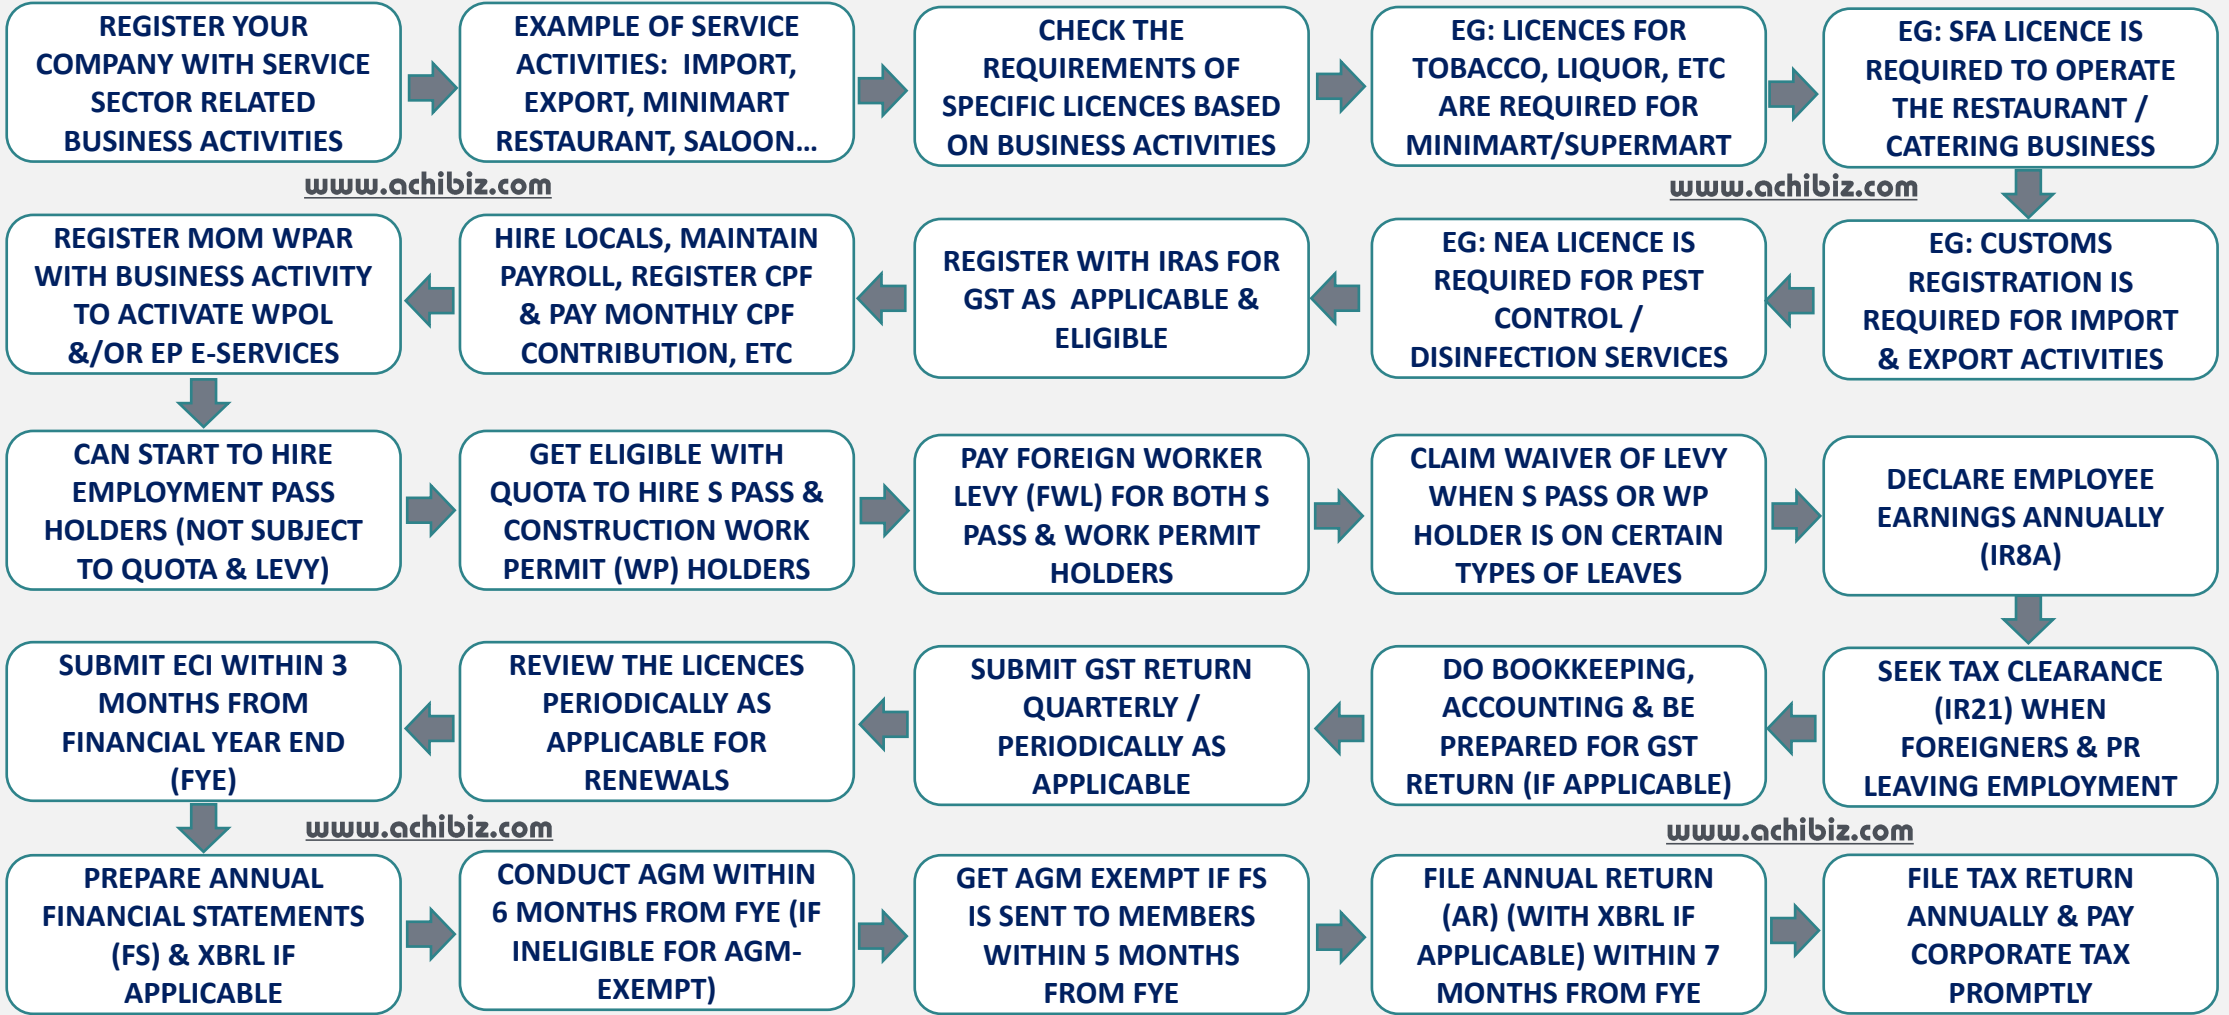 REGISTER YOUR
COMPANY WITH SERVICE
SECTOR RELATED
BUSINESS ACTIVITIES
EXAMPLE OF SERVICE
ACTIVITIES: IMPORT,
EXPORT, MINIMART
RESTAURANT, SALOON...
CHECK THE
REQUIREMENTS OF
SPECIFIC LICENCES BASED
ON BUSINESS ACTIVITIES
EG: LICENCES FOR
TOBACCO, LIQUOR, ETC
ARE REQUIRED FOR
MINIMART/SUPERMART
EG: SFA LICENCE IS
REQUIRED TO OPERATE
THE RESTAURANT /
CATERING BUSINESS
www.achibiz.com
www.achibiz.com
EG: CUSTOMS
REGISTRATION IS
REQUIRED FOR IMPORT
& EXPORT ACTIVITIES
EG: NEA LICENCE IS
REQUIRED FOR PEST
CONTROL /
DISINFECTION SERVICES
REGISTER WITH IRAS FOR
GST AS APPLICABLE &
ELIGIBLE
HIRE LOCALS, MAINTAIN
PAYROLL, REGISTER CPF
& PAY MONTHLY CPF
CONTRIBUTION, ETC
REGISTER MOM WPAR
WITH BUSINESS ACTIVITY
TO ACTIVATE WPOL
&/OR EP E-SERVICES
CAN START TO HIRE
EMPLOYMENT PASS
HOLDERS (NOT SUBJECT
TO QUOTA & LEVY)
GET ELIGIBLE WITH
QUOTA TO HIRE S PASS &
CONSTRUCTION WORK
PERMIT (WP) HOLDERS
PAY FOREIGN WORKER
LEVY (FWL) FOR BOTH S
PASS & WORK PERMIT
HOLDERS
CLAIM WAIVER OF LEVY
WHEN S PASS OR WP
HOLDER IS ON CERTAIN
TYPES OF LEAVES
DECLARE EMPLOYEE
EARNINGS ANNUALLY
(IR8A)
SEEK TAX CLEARANCE
(IR21) WHEN
FOREIGNERS & PR
LEAVING EMPLOYMENT
DO BOOKKEEPING,
ACCOUNTING & BE
PREPARED FOR GST
RETURN (IF APPLICABLE)
SUBMIT GST RETURN
QUARTERLY /
PERIODICALLY AS
APPLICABLE
REVIEW THE LICENCES
PERIODICALLY AS
APPLICABLE FOR
RENEWALS
SUBMIT ECI WITHIN 3
MONTHS FROM
FINANCIAL YEAR END
(FYE)
www.achibiz.com
www.achibiz.com
PREPARE ANNUAL
FINANCIAL STATEMENTS
(FS) & XBRL IF
APPLICABLE
CONDUCT AGM WITHIN
6 MONTHS FROM FYE (IF
INELIGIBLE FOR AGM-
EXEMPT)
GET AGM EXEMPT IF FS
IS SENT TO MEMBERS
WITHIN 5 MONTHS
FROM FYE
FILE ANNUAL RETURN
(AR) (WITH XBRL IF
APPLICABLE) WITHIN 7
MONTHS FROM FYE
FILE TAX RETURN
ANNUALLY & PAY
CORPORATE TAX
PROMPTLY